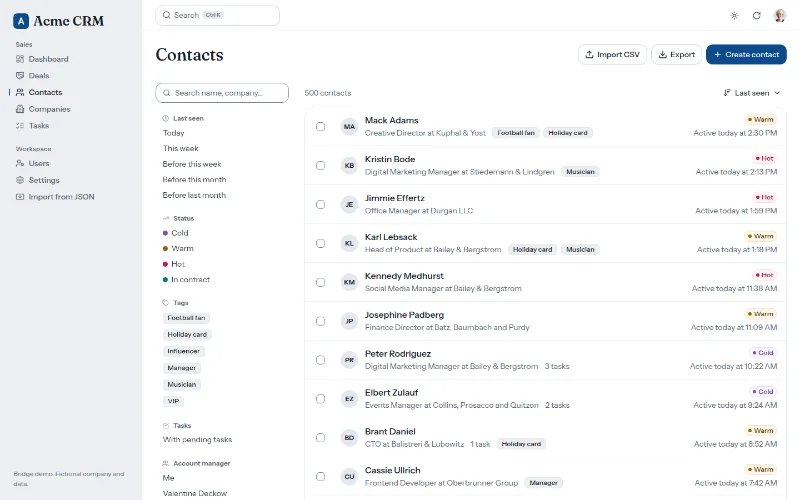 A Acme CRM
Search Ctrl K
Sales
Dashboard
Deals
Contacts
Companies
Tasks
Workspace
Users
Settings
Import from JSON
Bridge demo. Fictional company and
data.
Contacts
Import CSV
Export
+ Create contact
Search name, company...
500 contacts
Last seen
Last seen
Today
This week
Before this week
Before this month
Before last month
Status
Cold
Warm
Hot
In contract
Tags
Football fan
Holiday card
Influencer
Manager
Musician
VIP
Tasks
With pending tasks
Account manager
Me
Valentine Deckow
MA Mack Adams Warm
Creative Director at Kuphal & Yost Football fan Holiday card Active today at 2:30 PM
KB Kristin Bode Hot
Digital Marketing Manager at Stiedemann & Lindgren Musician Active today at 2:13 PM
JE Jimmie Effertz Hot
Office Manager at Durgan LLC Active today at 1:59 PM
KL Karl Lebsack Warm
Head of Product at Bailey & Bergstrom Holiday card Musician Active today at 1:18 PM
KM Kennedy Medhurst Hot
Social Media Manager at Bailey & Bergstrom Active today at 11:38 AM
JP Josephine Padberg Warm
Finance Director at Batz, Baumbach and Purdy Active today at 11:09 AM
PR Peter Rodriguez Cold
Digital Marketing Manager at Bailey & Bergstrom 3 tasks Active today at 10:22 AM
EZ Elbert Zulauf Cold
Events Manager at Collins, Prosacco and Quitzon 2 tasks Active today at 9:24 AM
BD Brant Daniel Warm
CTO at Balistreri & Lubowitz 1 task Holiday card Active today at 8:52 AM
CU Cassie Ullrich Warm
Frontend Developer at Oberbrunner Group Manager Active today at 7:42 AM